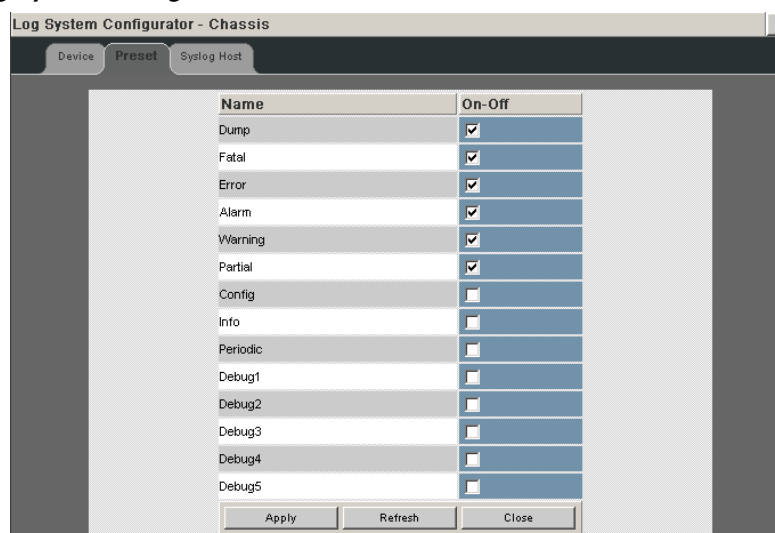 Log System Configurator - Chassis
Device Preset Syslog Host
Name On-Off
Dump
Fatal
Error
Alarm
Warning
Partial
Config
Info
Periodic
Debug1
Debug2
Debug3
Debug4
Debug5
Apply Refresh Close